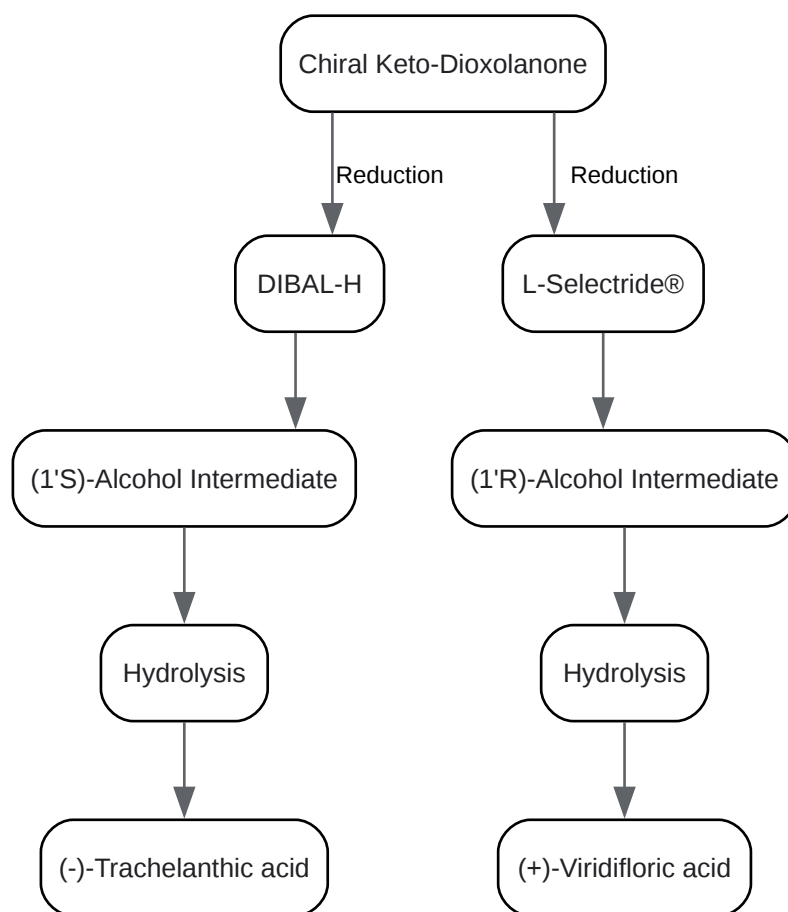 Chiral Keto-Dioxolanone
Reduction
Reduction
DIBAL-H
L-Selectride®
(1'S)-Alcohol Intermediate
(1'R)-Alcohol Intermediate
Hydrolysis
Hydrolysis
(-)-Trachelanthic acid
(+)-Viridifloric acid